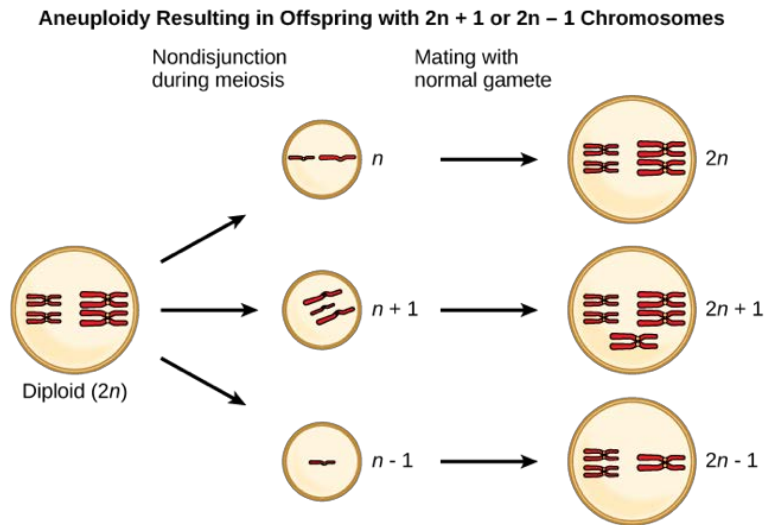 Aneuploidy Resulting in Offspring with 2n + 1 or 2n – 1 Chromosomes
Nondisjunction
during meiosis
Mating with
normal gamete
n
2n
n + 1
2n + 1
Diploid (2n)
n - 1
2n - 1